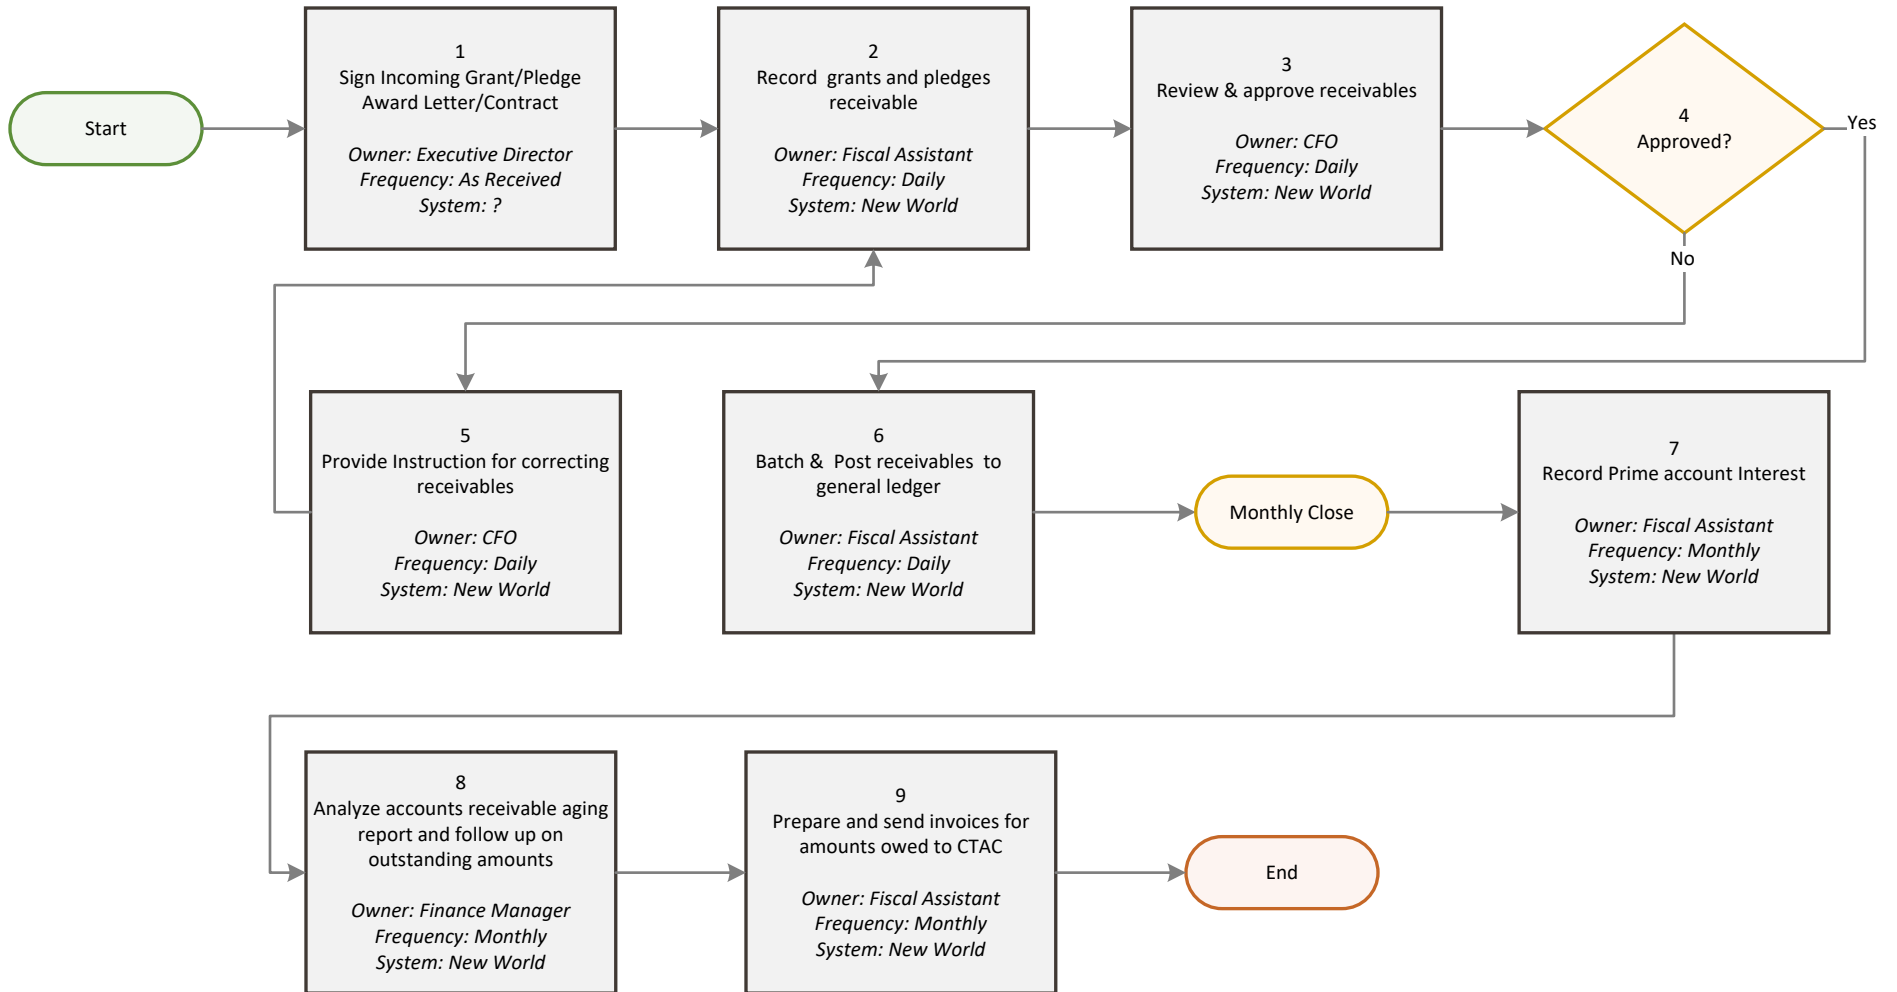 Start
1
Sign Incoming Grant/Pledge
Award Letter/Contract
Owner: Executive Director
Frequency: As Received
System: ?
2
Record grants and pledges
receivable
Owner: Fiscal Assistant
Frequency: Daily
System: New World
3
Review & approve receivables
Owner: CFO
Frequency: Daily
System: New World
4
Approved?
Yes
No
5
Provide Instruction for correcting
receivables
Owner: CFO
Frequency: Daily
System: New World
6
Batch & Post receivables to
general ledger
Owner: Fiscal Assistant
Frequency: Daily
System: New World
Monthly Close
7
Record Prime account Interest
Owner: Fiscal Assistant
Frequency: Monthly
System: New World
8
Analyze accounts receivable aging
report and follow up on
outstanding amounts
Owner: Finance Manager
Frequency: Monthly
System: New World
9
Prepare and send invoices for
amounts owed to CTAC
Owner: Fiscal Assistant
Frequency: Monthly
System: New World
End